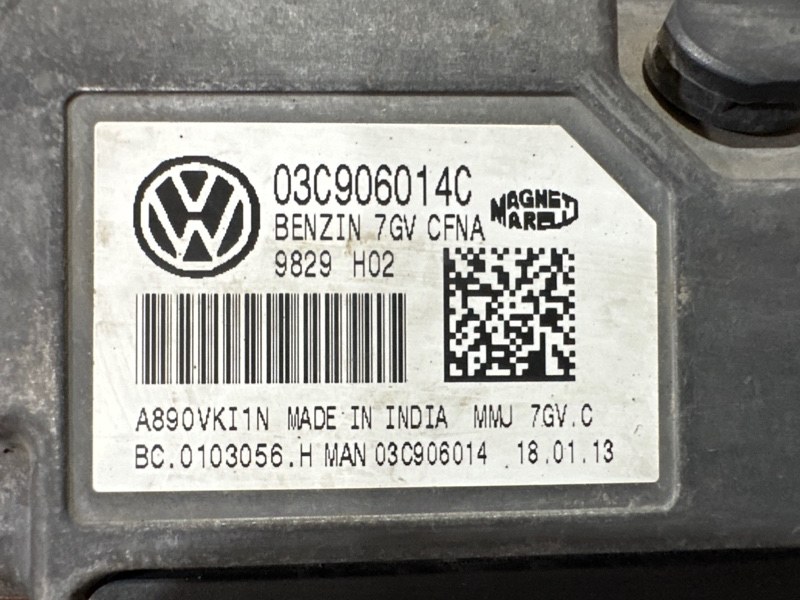 03C906014C
MAGNETI
MARELLI
BENZIN 7GV CFNA
9829 H02
A890VKI1N MADE IN INDIA MMJ 7GV.C
BC.0103056.H MAN 03C906014 18.01.13